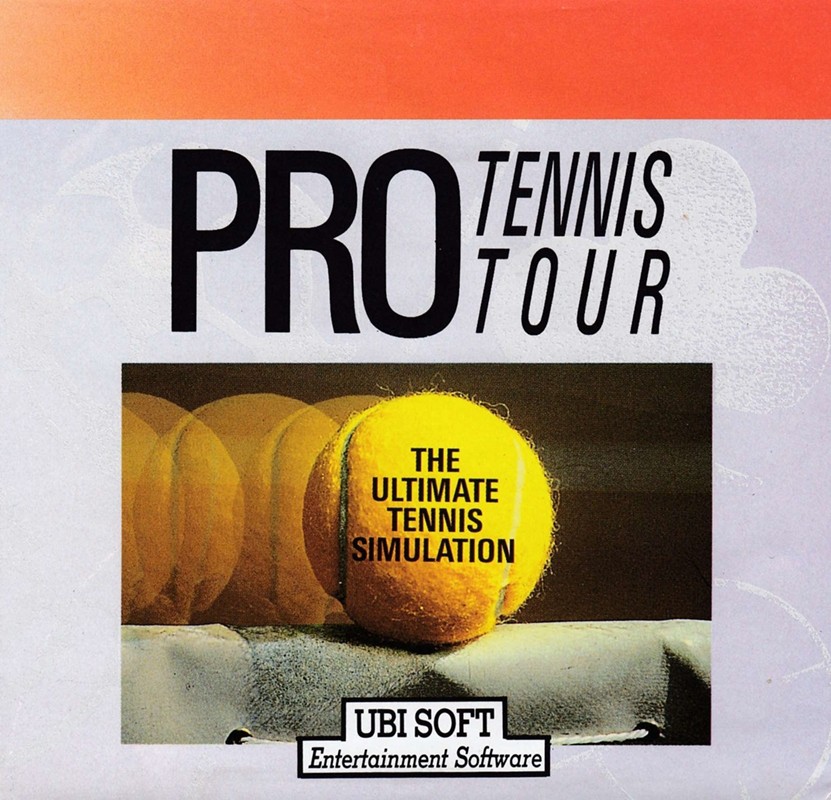 PRO TENNIS
TOUR
THE
ULTIMATE
TENNIS
SIMULATION
UBI SOFT
Entertainment Software